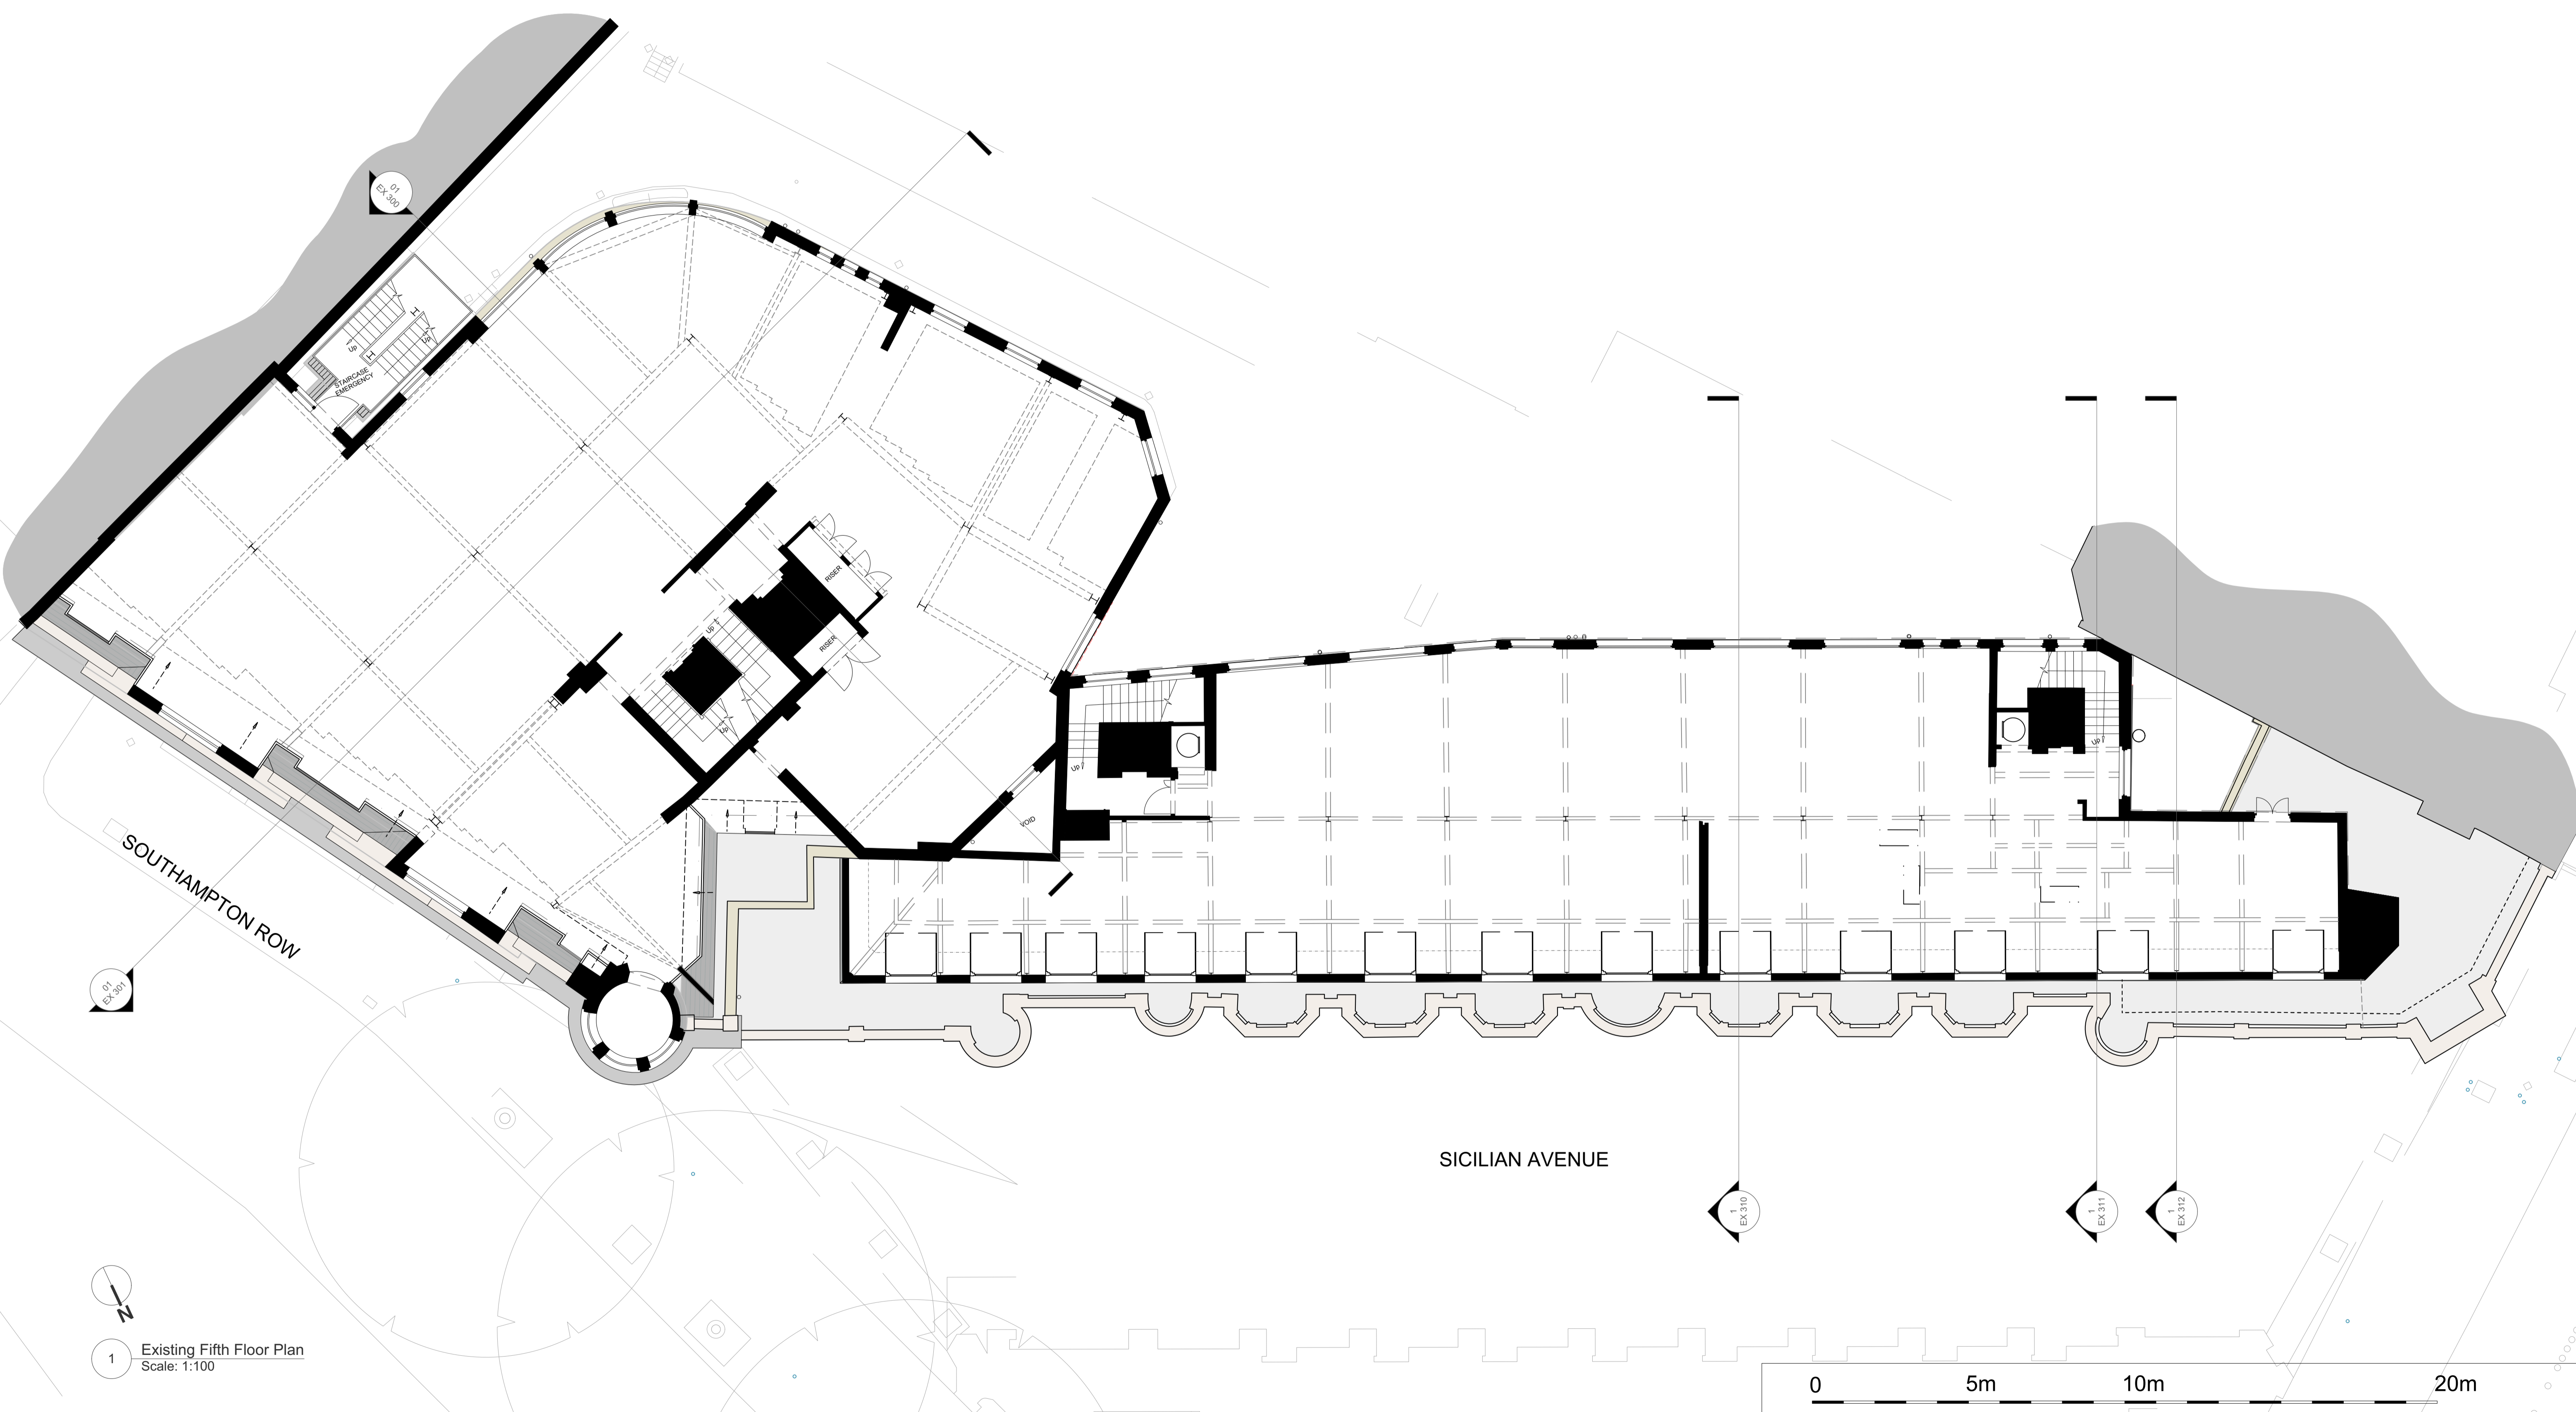 01
EX 300
Up
Up
STAIRCASE
EMERGENCY
RISER
RISER
Up
Up
Up
Up
VOID
SOUTHAMPTON ROW
01
EX 301
SICILIAN AVENUE
1
EX 310
1
EX 311
1
EX 312
N
1
Existing Fifth Floor Plan
Scale: 1:100
0
5m
10m
20m